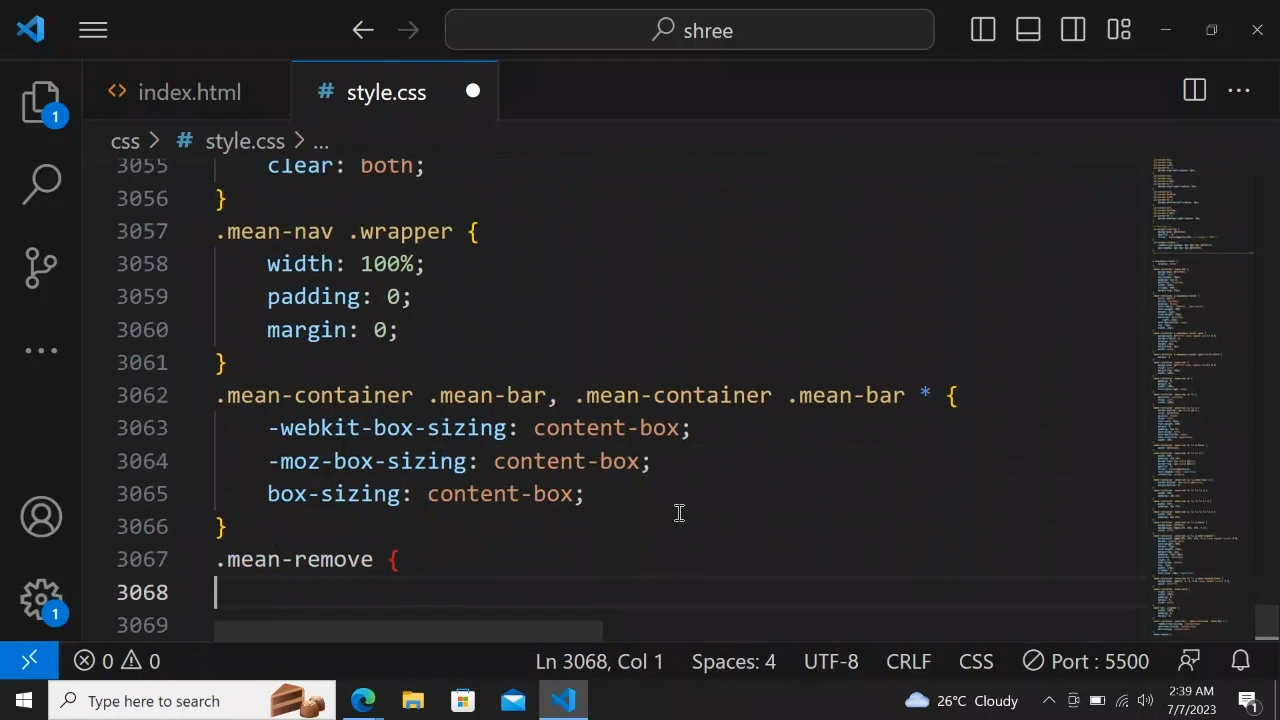 shree
index.html
# style.css
1
css > # style.css > ...
3055 clear: both;
3056 }
3057 .mean-nav .wrapper {
3058 width: 100%;
3059 padding: 0;
3060 margin: 0;
3061 }
3062 .mean-container .mean-bar, .mean-container .mean-bar * {
3063 -webkit-box-sizing: content-box;
3064 -moz-box-sizing: content-box;
3065 box-sizing: content-box;
3066 }
3067 .mean-remove {
3068
3069
1
0 0 Ln 3068, Col 1 Spaces: 4 UTF-8 CRLF CSS Port : 5500
Type here to search 26°C Cloudy 2:39 AM
7/7/2023 1